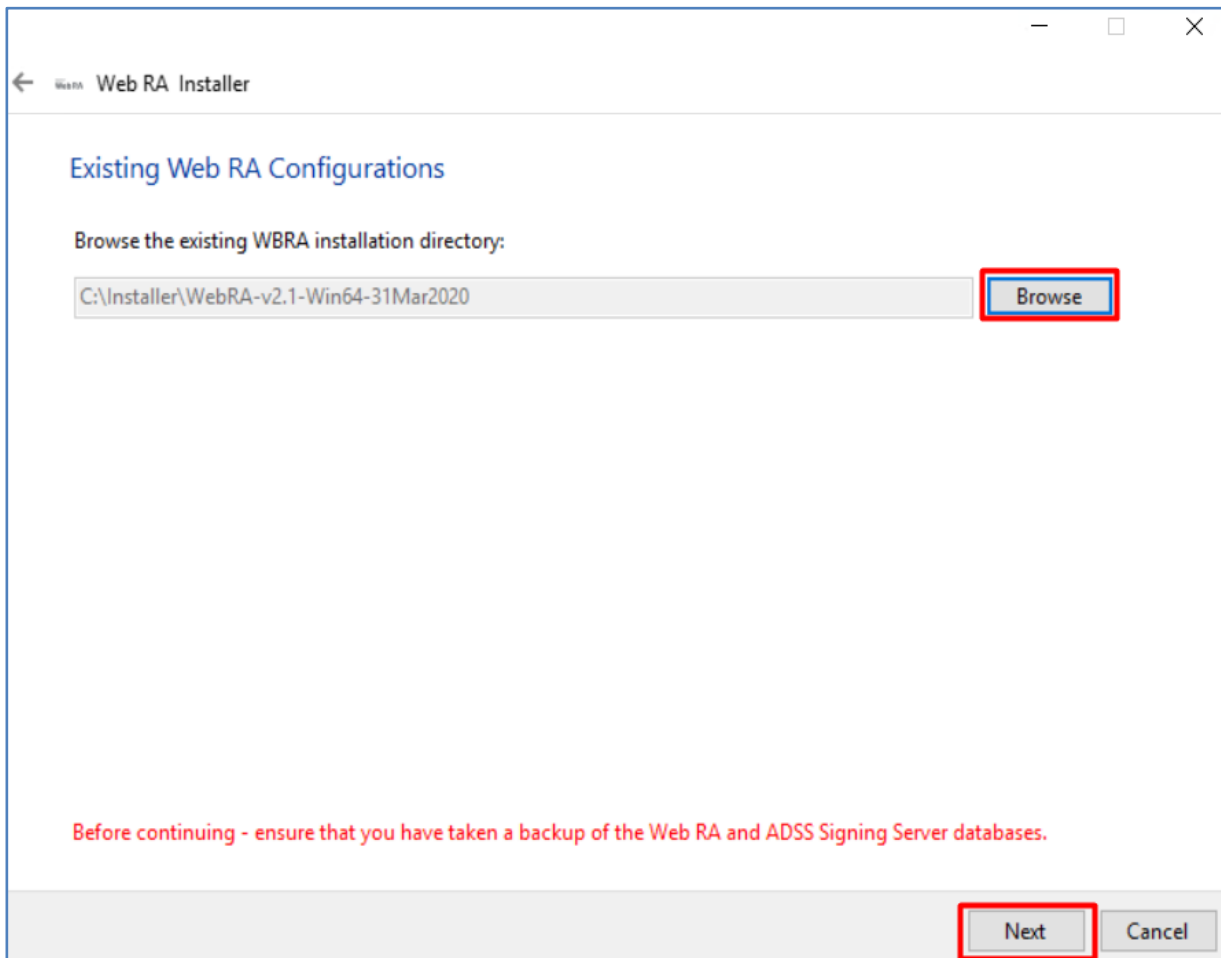 Web RA Installer
Existing Web RA Configurations
Browse the existing WBRA installation directory:
C:\Installer\WebRA-v2.1-Win64-31Mar2020
Browse
Before continuing - ensure that you have taken a backup of the Web RA and ADSS Signing Server databases.
Next
Cancel